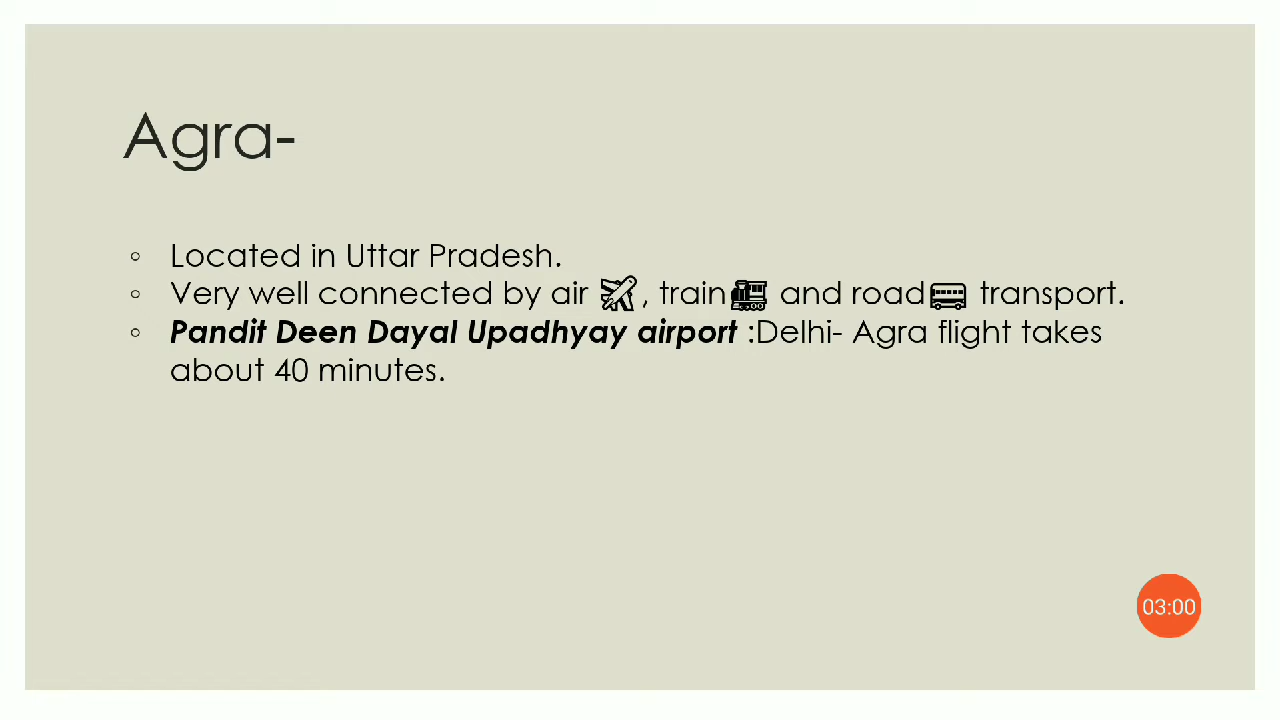 Agra-
◦ Located in Uttar Pradesh.
◦ Very well connected by air ✈, train🚂 and road🚌 transport.
◦ Pandit Deen Dayal Upadhyay airport :Delhi- Agra flight takes
about 40 minutes.
03:00